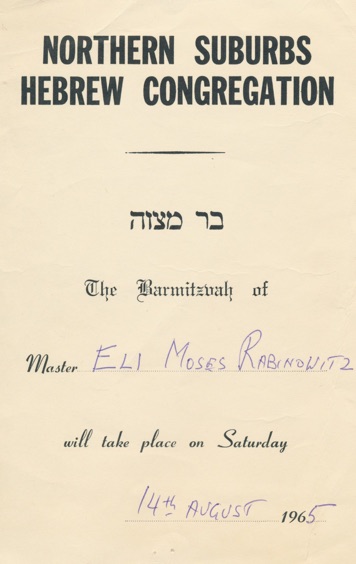 NORTHERN SUBURBS
HEBREW CONGREGATION
בר מצוה
The Barmitzvah of
Master ELI MOSES RABINOWITZ
will take place on Saturday
14th AUGUST 1965